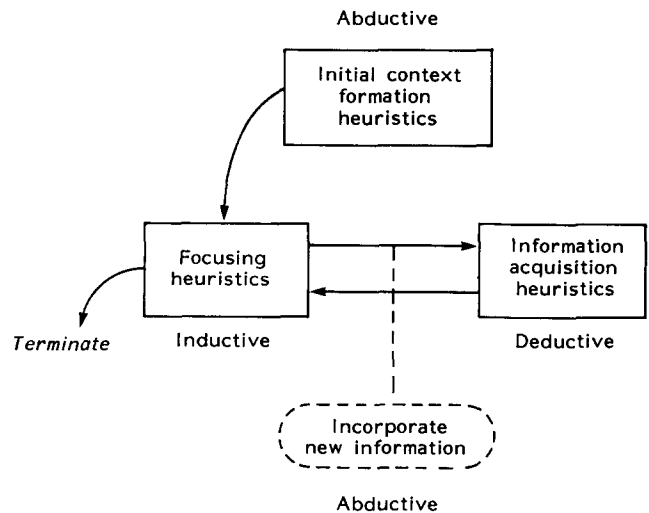 Abductive
Initial context
formation
heuristics
Focusing
heuristics
Information
acquisition
heuristics
Terminate
Inductive
Deductive
Incorporate
new information
Abductive